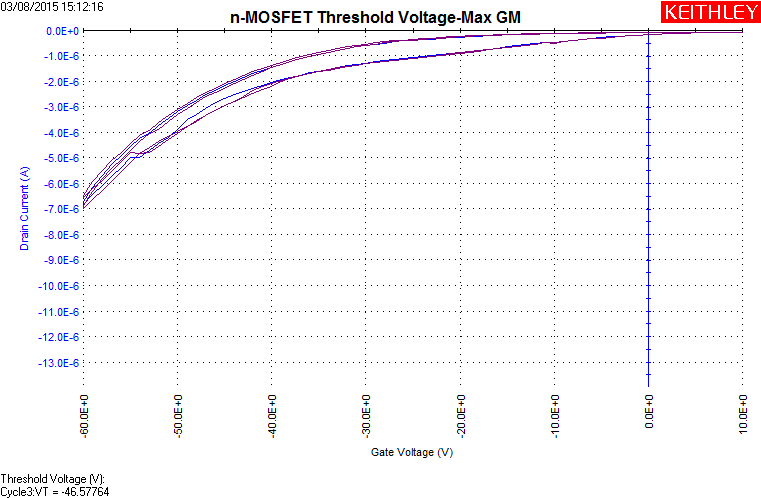 03/08/2015 15:12:16
n-MOSFET Threshold Voltage-Max GM
KEITHLEY
0.0E+0
-1.0E-6
-2.0E-6
-3.0E-6
-4.0E-6
-5.0E-6
-6.0E-6
-7.0E-6
-8.0E-6
-9.0E-6
-10.0E-6
-11.0E-6
-12.0E-6
-13.0E-6
Drain Current (A)
-60.0E+0
-50.0E+0
-40.0E+0
-30.0E+0
-20.0E+0
-10.0E+0
0.0E+0
10.0E+0
Gate Voltage (V)
Threshold Voltage (V):
Cycle3:VT = -46.57764